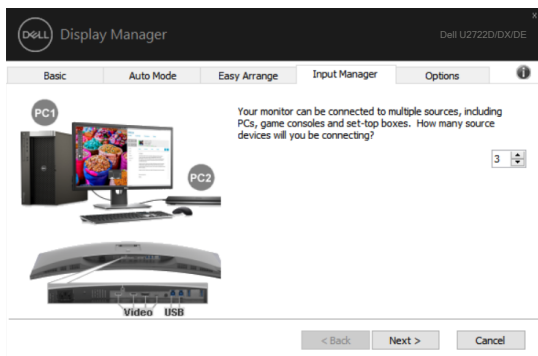 DELL Display Manager
Dell U2722D/DX/DE
x
Basic
Auto Mode
Easy Arrange
Input Manager
Options
i
PC1
Your monitor can be connected to multiple sources, including
PCs, game consoles and set-top boxes. How many source
devices will you be connecting?
3
PC2
Video USB
< Back
Next >
Cancel